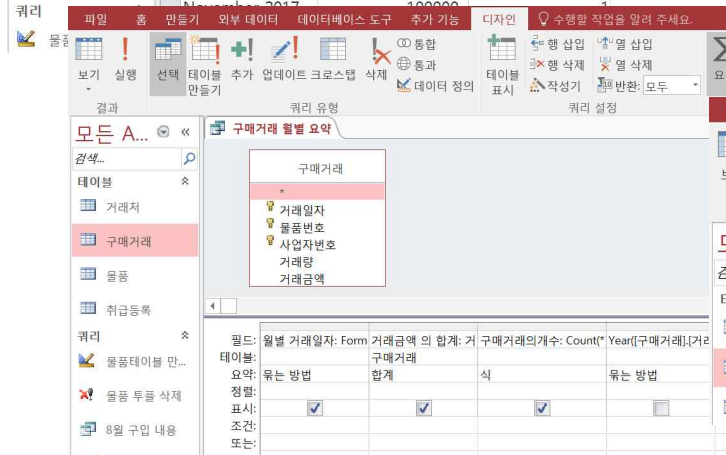 쿼리
November 2017 100000 1
물품
파일 홈 만들기 외부 데이터 데이터베이스 도구 추가 기능 디자인 수행할 작업을 알려 주세요.
보기 실행 선택 테이블 만들기 추가 업데이트 크로스탭 삭제 통합 통과 데이터 정의 테이블 표시 행 삽입 행 삭제 작성기 열 삽입 열 삭제 반환: 모두
결과 쿼리 유형 쿼리 설정
모든 A... «
구매거래 월별 요약
검색...
테이블
거래처
구매거래
물품
취급등록
쿼리
물품테이블 만...
물품 투플 삭제
8월 구입 내용
구매거래
*
거래일자
물품번호
사업자번호
거래량
거래금액
필드: 월별 거래일자: Form 거래금액 의 합계: 거 구매거래의개수: Count(* Year([구매거래].[거래
테이블: 구매거래
요약: 묶는 방법 합계 식 묶는 방법
정렬:
표시:
조건:
또는: